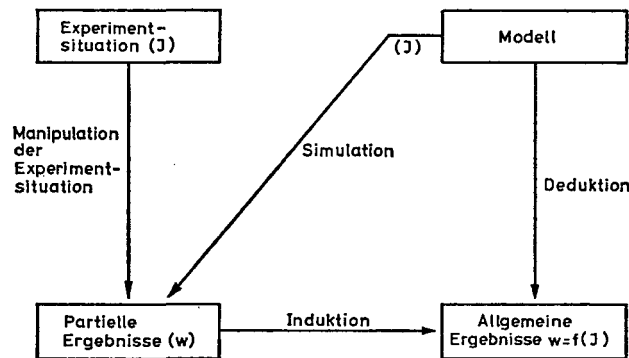 Experiment-
situation (J)
Modell
(J)
Manipulation
der
Experiment-
situation
Simulation
Deduktion
Partielle
Ergebnisse (w)
Induktion
Allgemeine
Ergebnisse w=f(J)